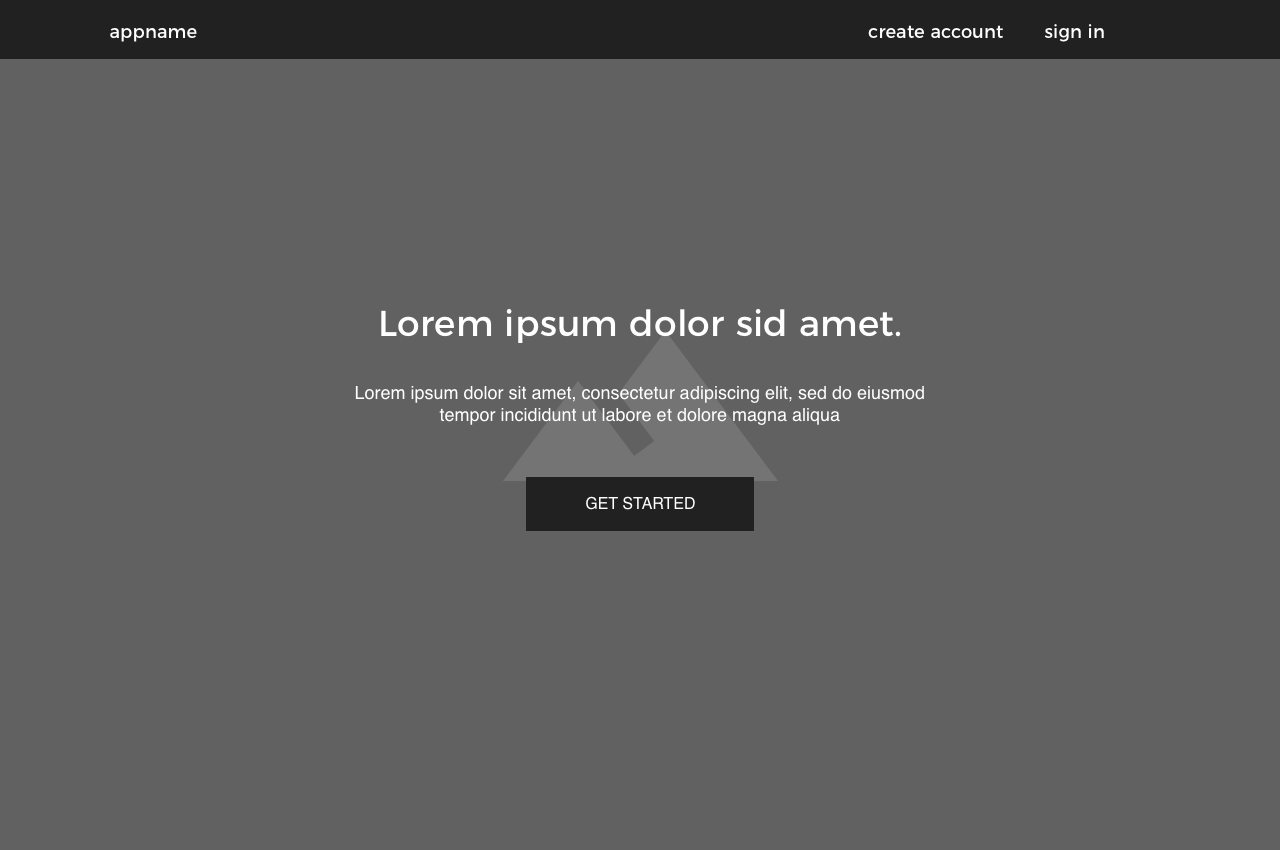 appname
create account
sign in
Lorem ipsum dolor sid amet.
Lorem ipsum dolor sit amet, consectetur adipiscing elit, sed do eiusmod
tempor incididunt ut labore et dolore magna aliqua
GET STARTED